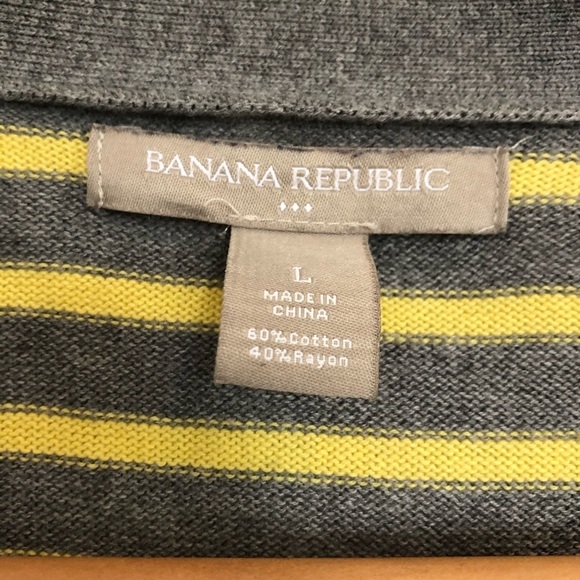 BANANA REPUBLIC
L
MADE IN
CHINA
60% Cotton
40% Rayon